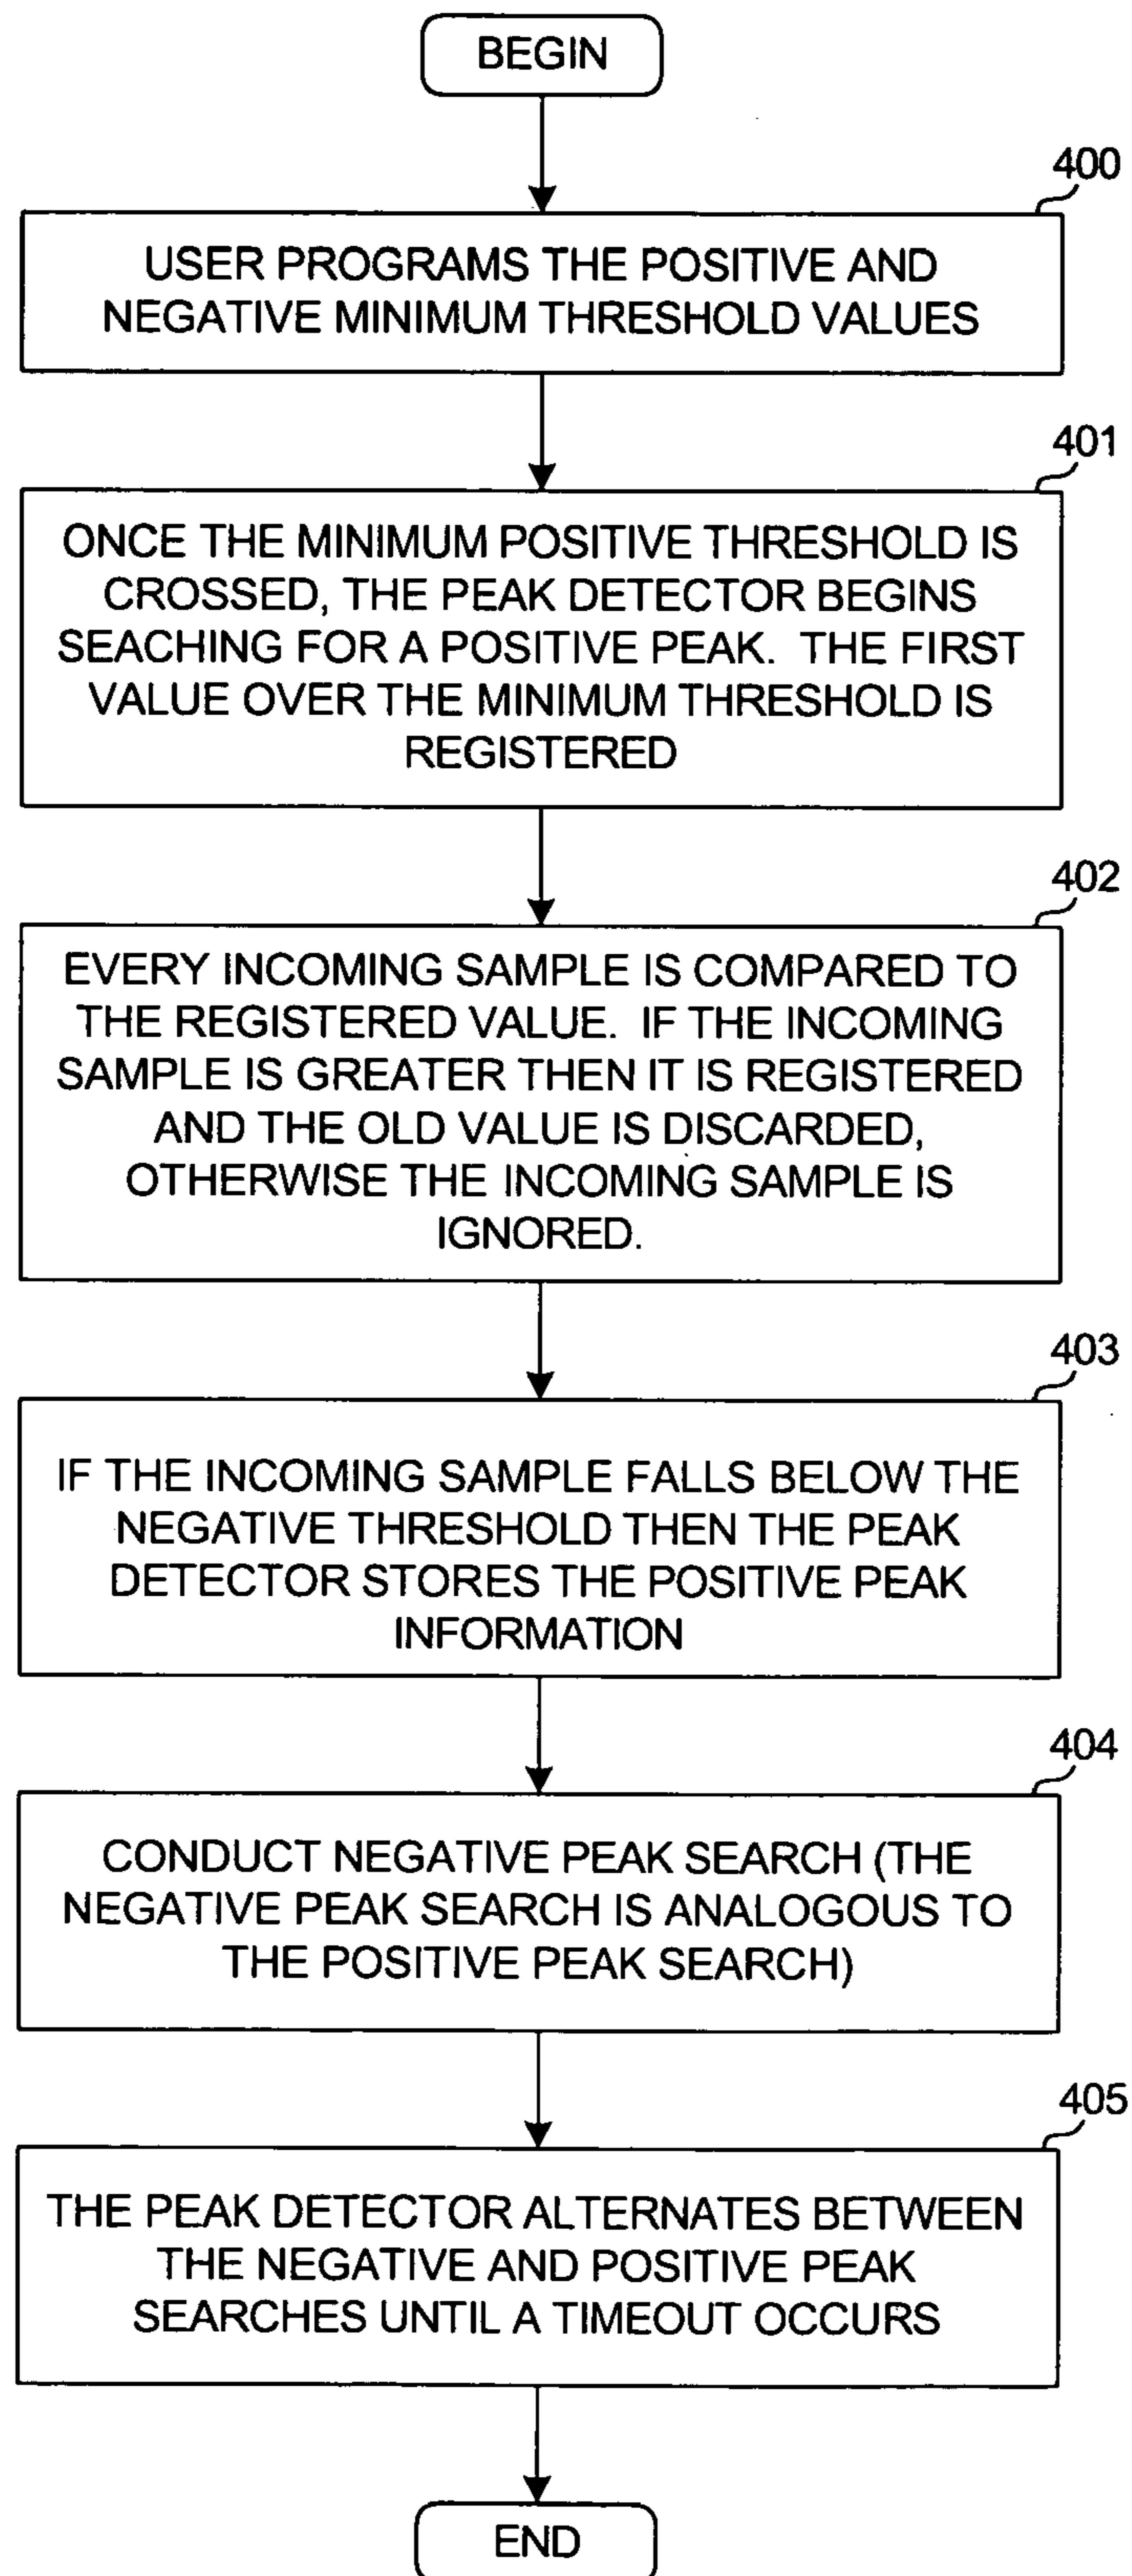 BEGIN
400
USER PROGRAMS THE POSITIVE AND
NEGATIVE MINIMUM THRESHOLD VALUES
401
ONCE THE MINIMUM POSITIVE THRESHOLD IS
CROSSED, THE PEAK DETECTOR BEGINS
SEACHING FOR A POSITIVE PEAK. THE FIRST
VALUE OVER THE MINIMUM THRESHOLD IS
REGISTERED
402
EVERY INCOMING SAMPLE IS COMPARED TO
THE REGISTERED VALUE. IF THE INCOMING
SAMPLE IS GREATER THEN IT IS REGISTERED
AND THE OLD VALUE IS DISCARDED,
OTHERWISE THE INCOMING SAMPLE IS
IGNORED.
403
IF THE INCOMING SAMPLE FALLS BELOW THE
NEGATIVE THRESHOLD THEN THE PEAK
DETECTOR STORES THE POSITIVE PEAK
INFORMATION
404
CONDUCT NEGATIVE PEAK SEARCH (THE
NEGATIVE PEAK SEARCH IS ANALOGOUS TO
THE POSITIVE PEAK SEARCH)
405
THE PEAK DETECTOR ALTERNATES BETWEEN
THE NEGATIVE AND POSITIVE PEAK
SEARCHES UNTIL A TIMEOUT OCCURS
END